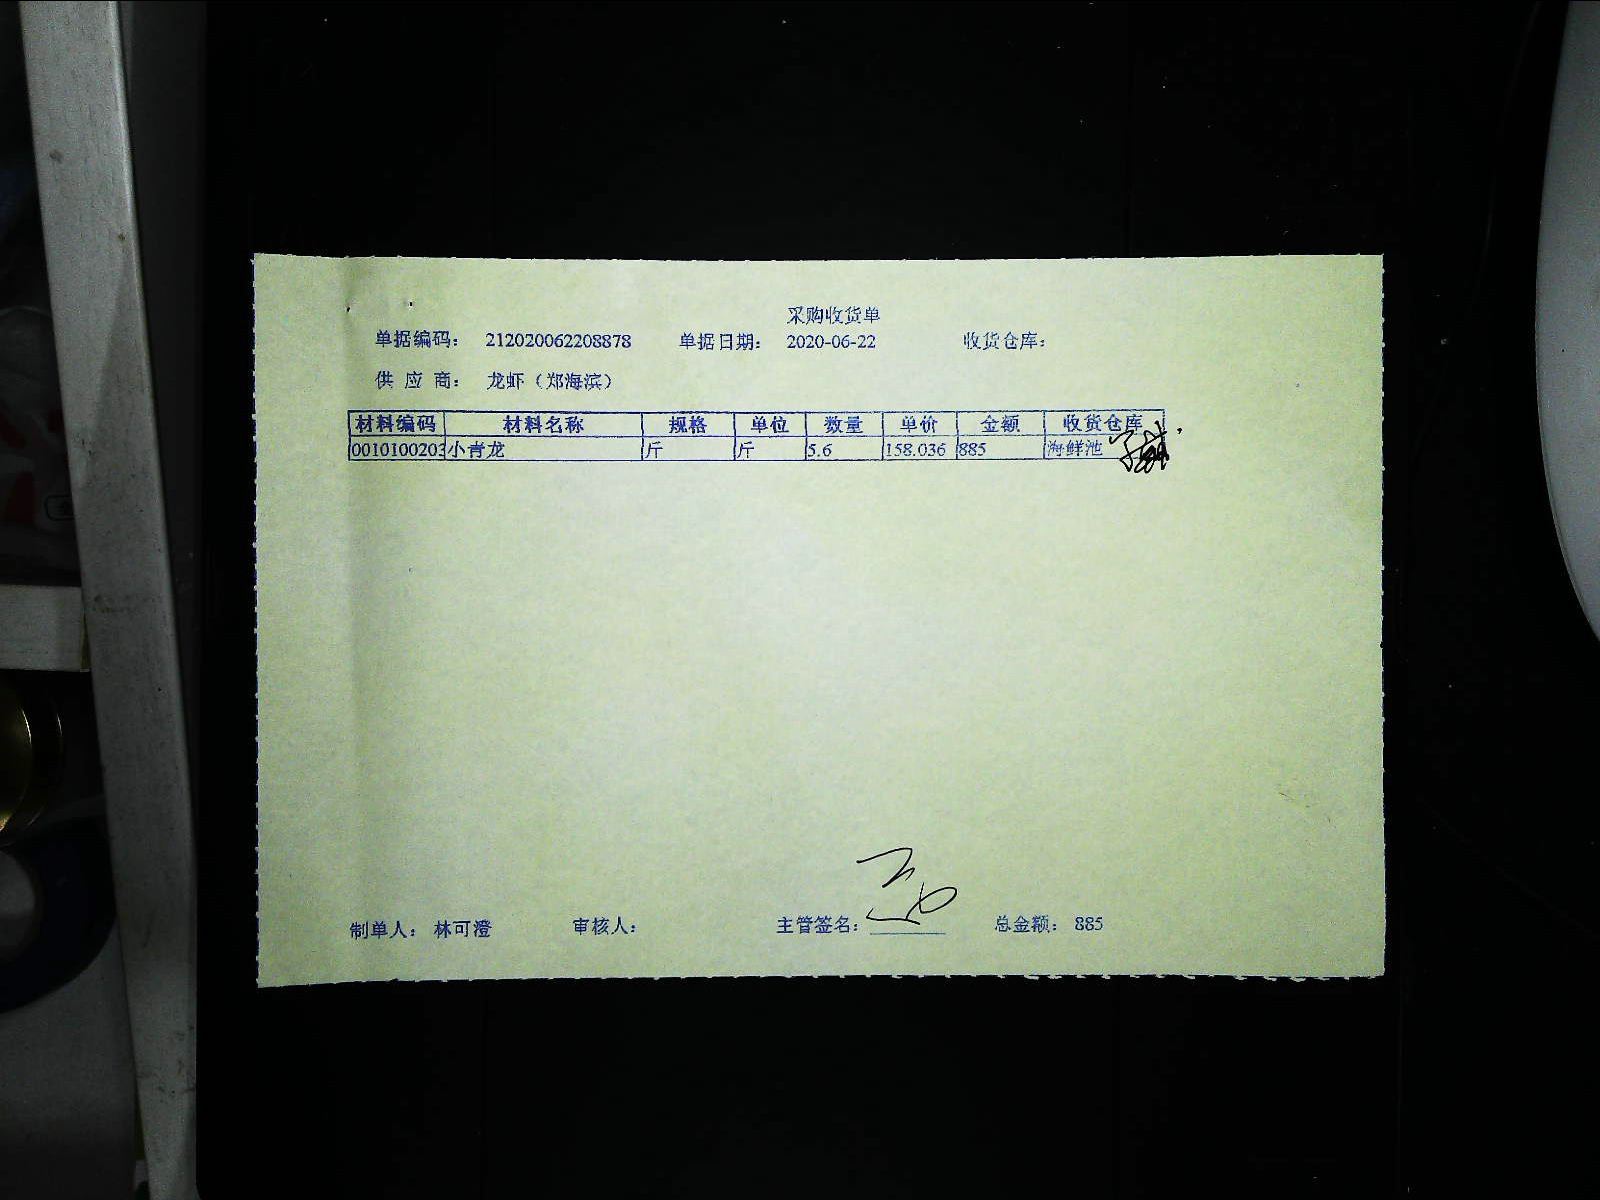 采购收货单
单据编码： 212020062208878 单据日期： 2020-06-22 收货仓库：
供 应 商： 龙虾（郑海滨）
材料编码 材料名称 规格 单位 数量 单价 金额 收货仓库
0010100203 小青龙 斤 斤 5.6 158.036 885 海鲜池
制单人： 林可澄 审核人： 主管签名： 总金额： 885